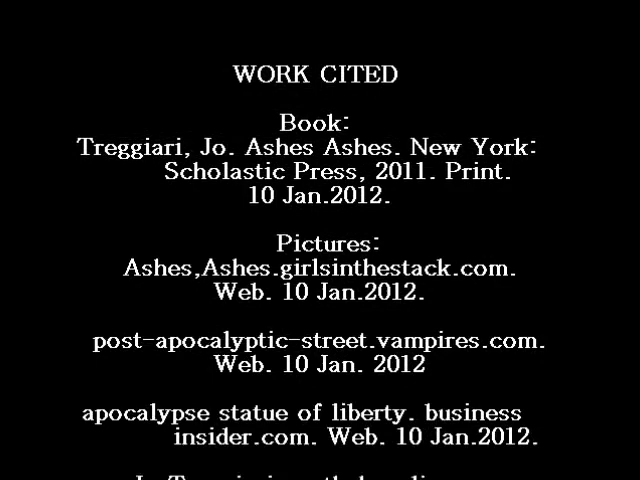 WORK CITED
Book:
Treggiari, Jo. Ashes Ashes. New York:
Scholastic Press, 2011. Print.
10 Jan.2012.
Pictures:
Ashes,Ashes.girlsinthestack.com.
Web. 10 Jan.2012.
post-apocalyptic-street.vampires.com.
Web. 10 Jan. 2012
apocalypse statue of liberty. business
insider.com. Web. 10 Jan.2012.